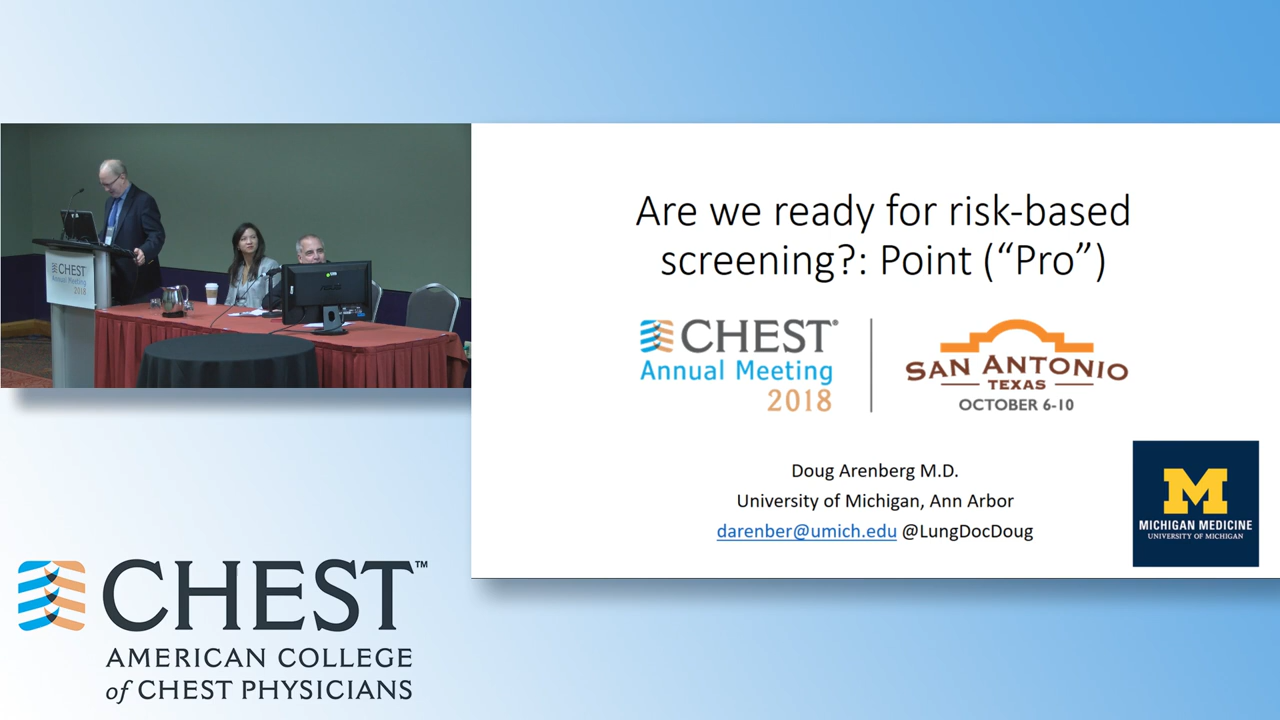 Are we ready for risk-based
screening?: Point (“Pro”)
CHEST®
Annual Meeting
2018
SAN ANTONIO
TEXAS
OCTOBER 6-10
Doug Arenberg M.D.
University of Michigan, Ann Arbor
darenber@umich.edu @LungDocDoug
M
MICHIGAN MEDICINE
UNIVERSITY OF MICHIGAN
CHEST
Annual Meeting
2018
CHEST™
AMERICAN COLLEGE
of CHEST PHYSICIANS